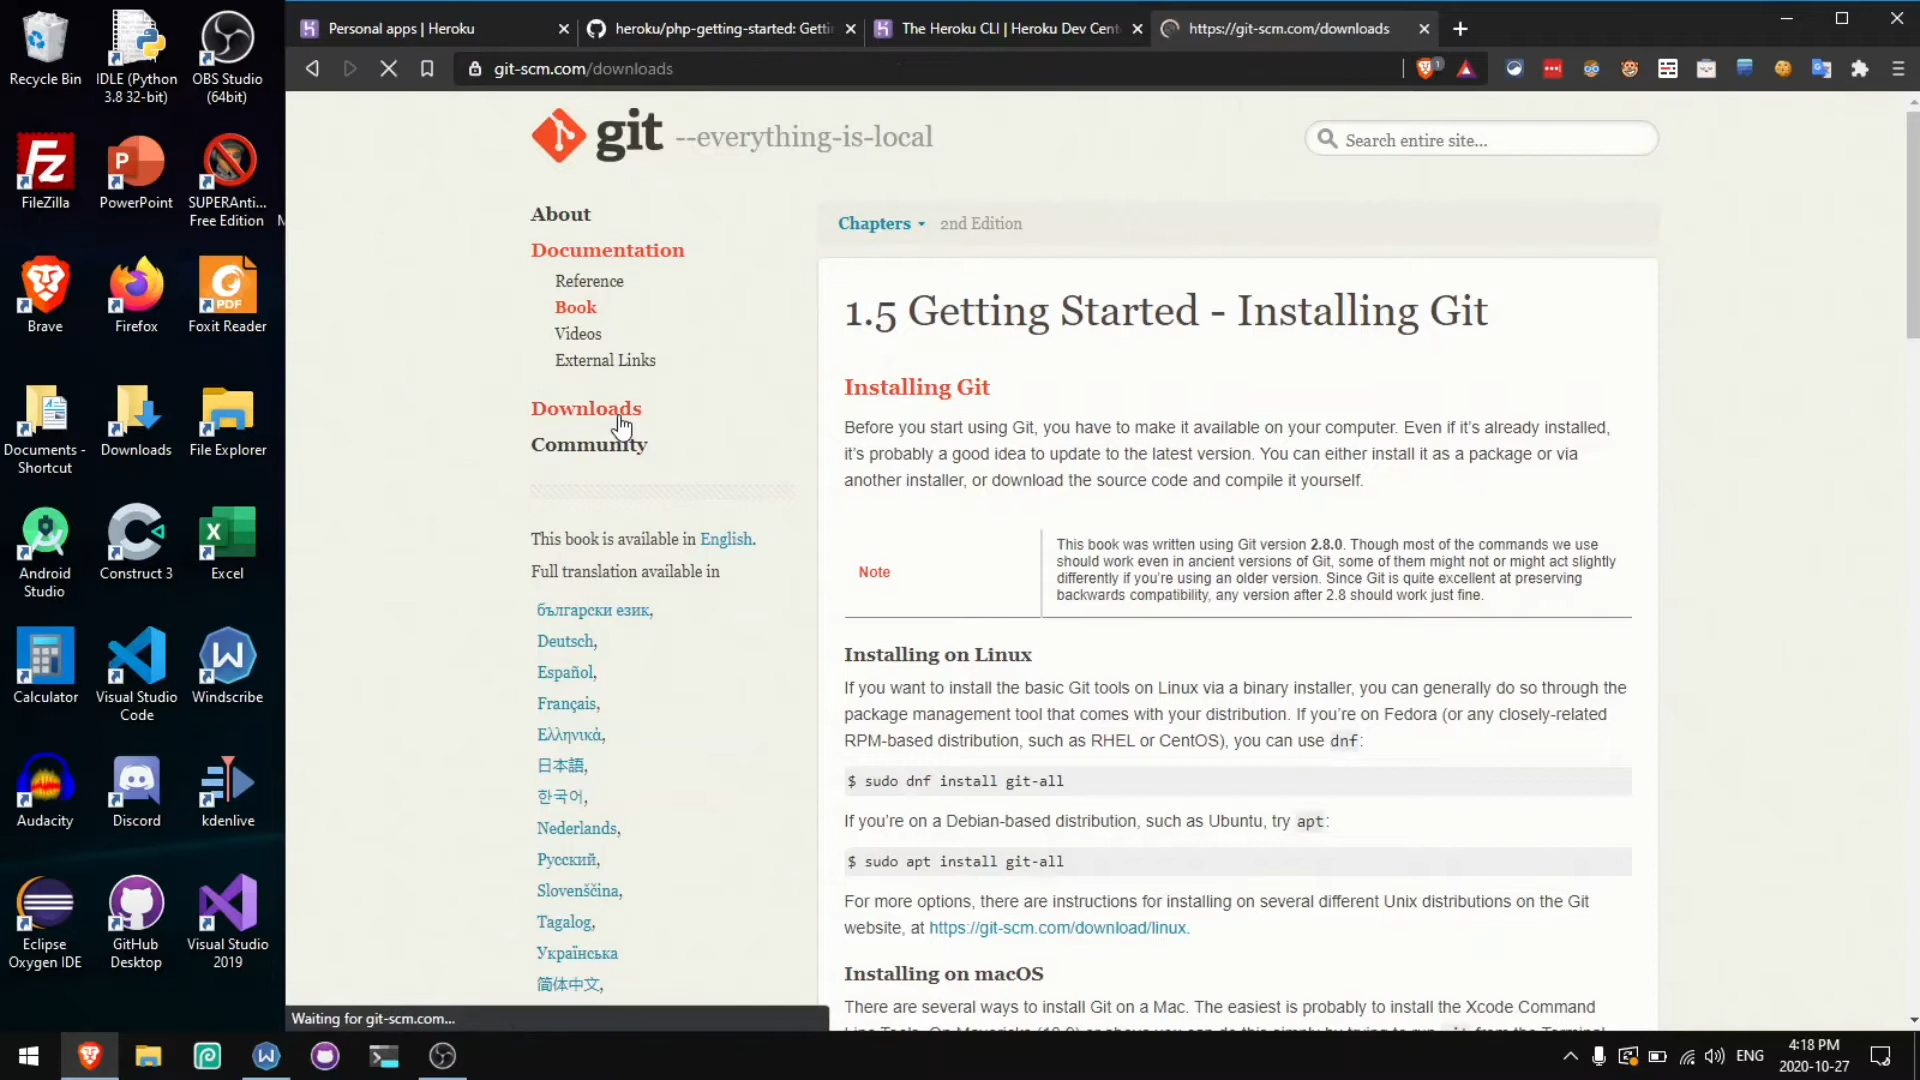 Recycle Bin
IDLE (Python
3.8 32-bit)
OBS Studio
(64bit)
FileZilla
PowerPoint
SUPERAnti...
Free Edition
Brave
Firefox
Foxit Reader
Documents -
Shortcut
Downloads
File Explorer
Android
Studio
Construct 3
Excel
Calculator
Visual Studio
Code
Windscribe
Audacity
Discord
kdenlive
Eclipse
Oxygen IDE
GitHub
Desktop
Visual Studio
2019
Personal apps | Heroku
heroku/php-getting-started: Getti
The Heroku CLI | Heroku Dev Cent
https://git-scm.com/downloads
git-scm.com/downloads
git --everything-is-local
Search entire site...
About
Documentation
Reference
Book
Videos
External Links
Downloads
Community
This book is available in English.
Full translation available in
български език,
Deutsch,
Español,
Français,
Ελληνικά,
日本語,
한국어,
Nederlands,
Русский,
Slovenščina,
Tagalog,
Українська
简体中文,
Chapters 2nd Edition
1.5 Getting Started - Installing Git
Installing Git
Before you start using Git, you have to make it available on your computer. Even if it’s already installed,
it’s probably a good idea to update to the latest version. You can either install it as a package or via
another installer, or download the source code and compile it yourself.
Note
This book was written using Git version 2.8.0. Though most of the commands we use
should work even in ancient versions of Git, some of them might not or might act slightly
differently if you’re using an older version. Since Git is quite excellent at preserving
backwards compatibility, any version after 2.8 should work just fine.
Installing on Linux
If you want to install the basic Git tools on Linux via a binary installer, you can generally do so through the
package management tool that comes with your distribution. If you’re on Fedora (or any closely-related
RPM-based distribution, such as RHEL or CentOS), you can use dnf:
$ sudo dnf install git-all
If you’re on a Debian-based distribution, such as Ubuntu, try apt:
$ sudo apt install git-all
For more options, there are instructions for installing on several different Unix distributions on the Git
website, at https://git-scm.com/download/linux.
Installing on macOS
There are several ways to install Git on a Mac. The easiest is probably to install the Xcode Command
Waiting for git-scm.com...
ENG
4:18 PM
2020-10-27